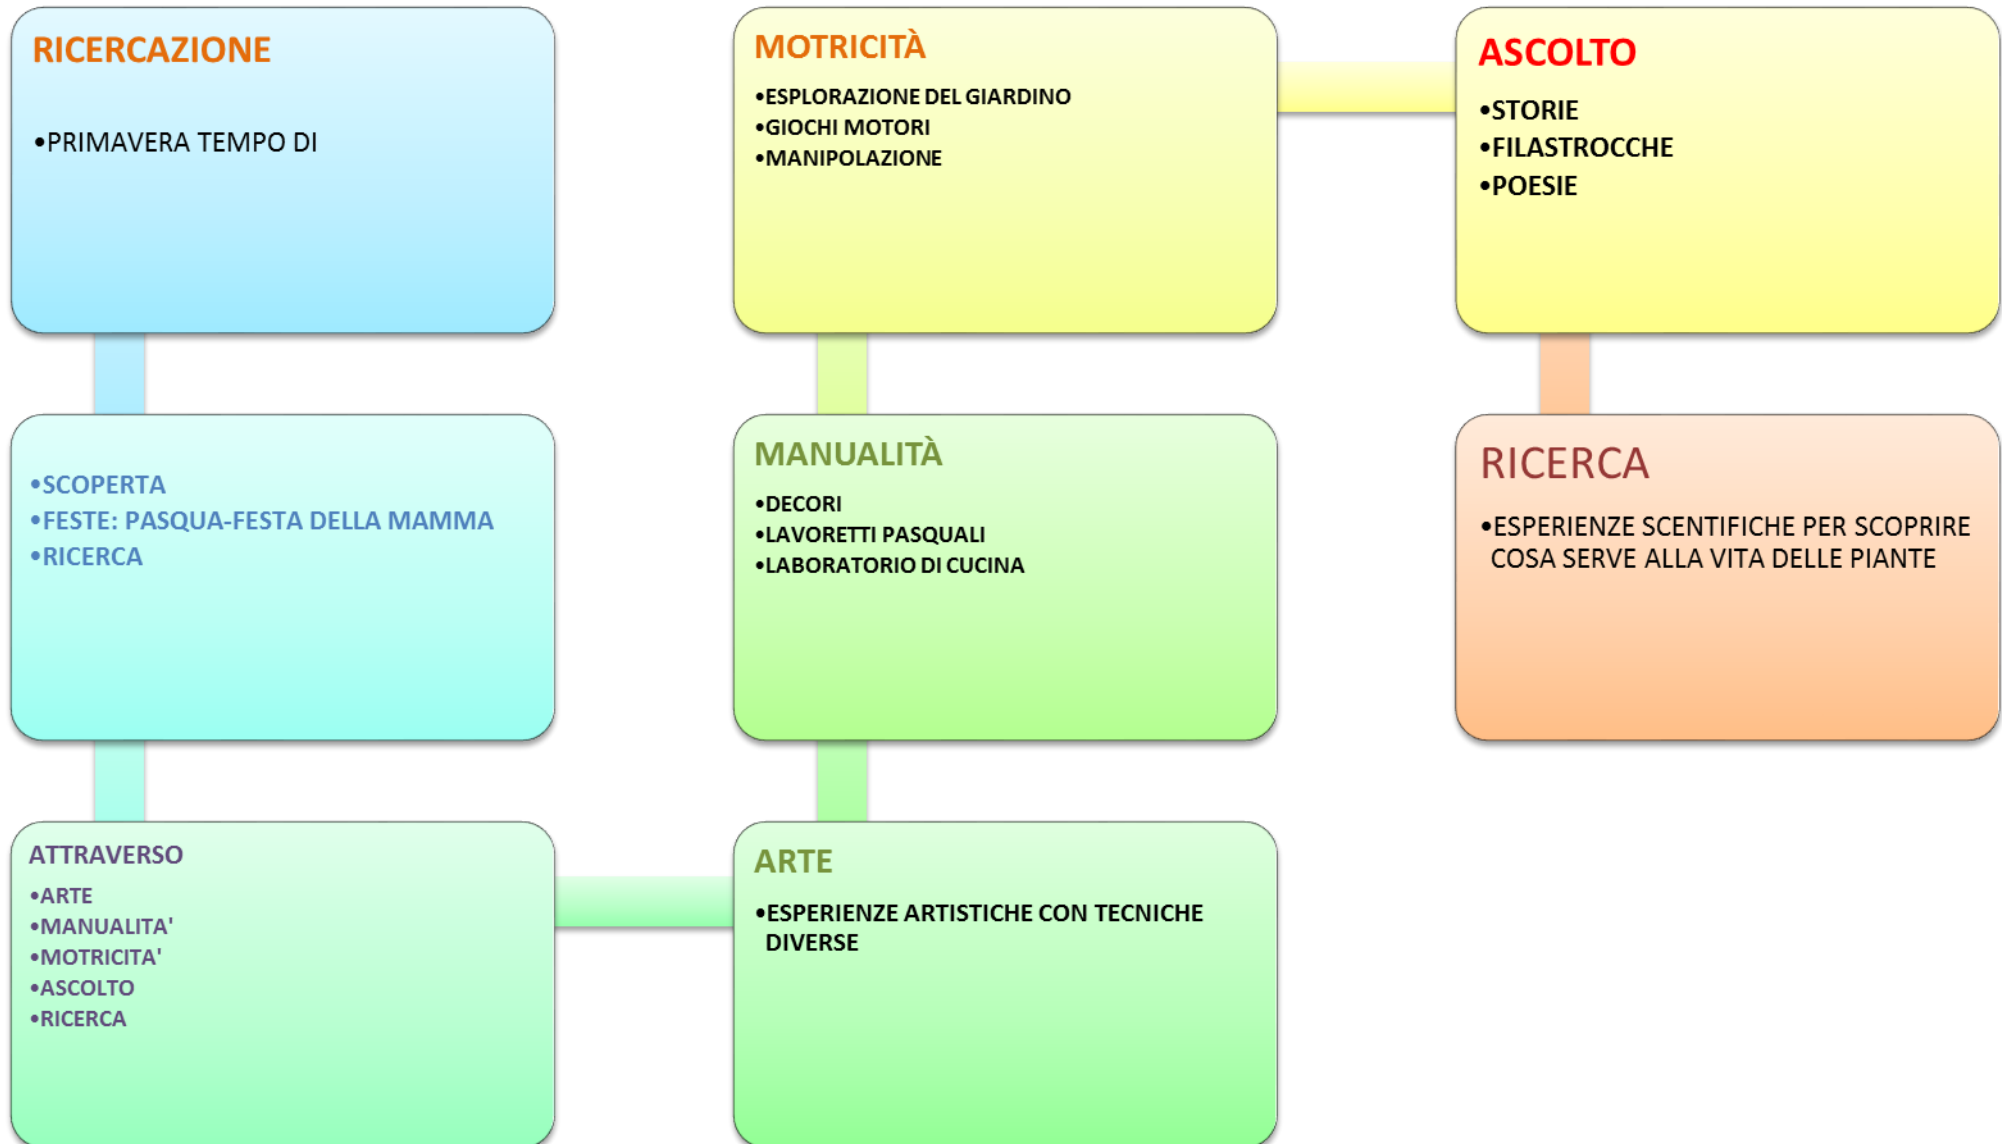 RICERCAZIONE
•PRIMAVERA TEMPO DI
•SCOPERTA
•FESTE: PASQUA-FESTA DELLA MAMMA
•RICERCA
ATTRAVERSO
•ARTE
•MANUALITA'
•MOTRICITA'
•ASCOLTO
•RICERCA
ARTE
•ESPERIENZE ARTISTICHE CON TECNICHE
DIVERSE
MANUALITÀ
•DECORI
•LAVORETTI PASQUALI
•LABORATORIO DI CUCINA
MOTRICITÀ
•ESPLORAZIONE DEL GIARDINO
•GIOCHI MOTORI
•MANIPOLAZIONE
ASCOLTO
•STORIE
•FILASTROCCHE
•POESIE
RICERCA
•ESPERIENZE SCENTIFICHE PER SCOPRIRE
COSA SERVE ALLA VITA DELLE PIANTE